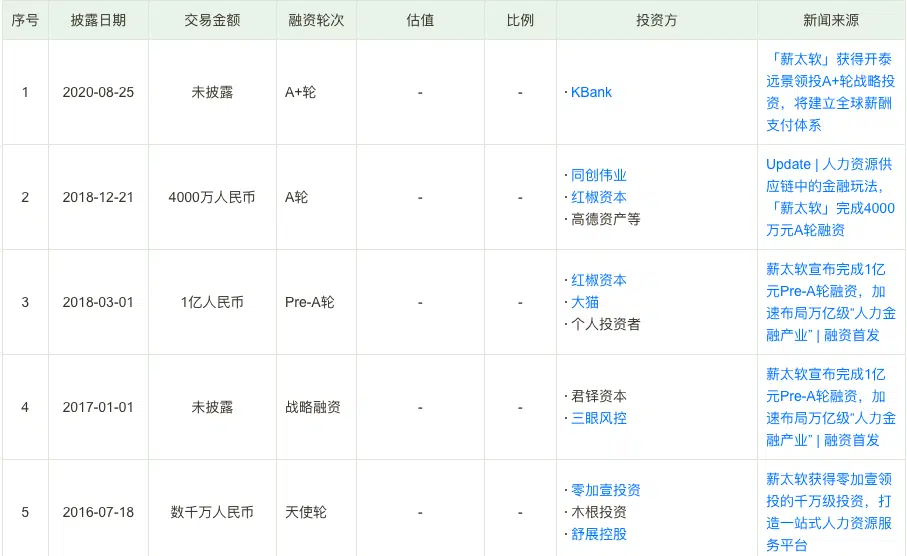 序号 披露日期 交易金额 融资轮次 估值 比例 投资方 新闻来源
1 2020-08-25 未披露 A+轮 - - · KBank
「薪太软」获得开泰
远景领投A+轮战略投
资，将建立全球薪酬
支付体系
2 2018-12-21 4000万人民币 A轮 - -
· 同创伟业
· 红椒资本
· 高德资产等
Update | 人力资源供
应链中的金融玩法，
「薪太软」完成4000
万元A轮融资
3 2018-03-01 1亿人民币 Pre-A轮 - -
· 红椒资本
· 大猫
· 个人投资者
薪太软宣布完成1亿
元Pre-A轮融资，加
速布局万亿级“人力金
融产业” | 融资首发
4 2017-01-01 未披露 战略融资 - -
· 君铎资本
· 三眼风控
薪太软宣布完成1亿
元Pre-A轮融资，加
速布局万亿级“人力金
融产业” | 融资首发
5 2016-07-18 数千万人民币 天使轮 - -
· 零加壹投资
· 木根投资
· 舒展控股
薪太软获得零加壹领
投的千万级投资，打
造一站式人力资源服
务平台